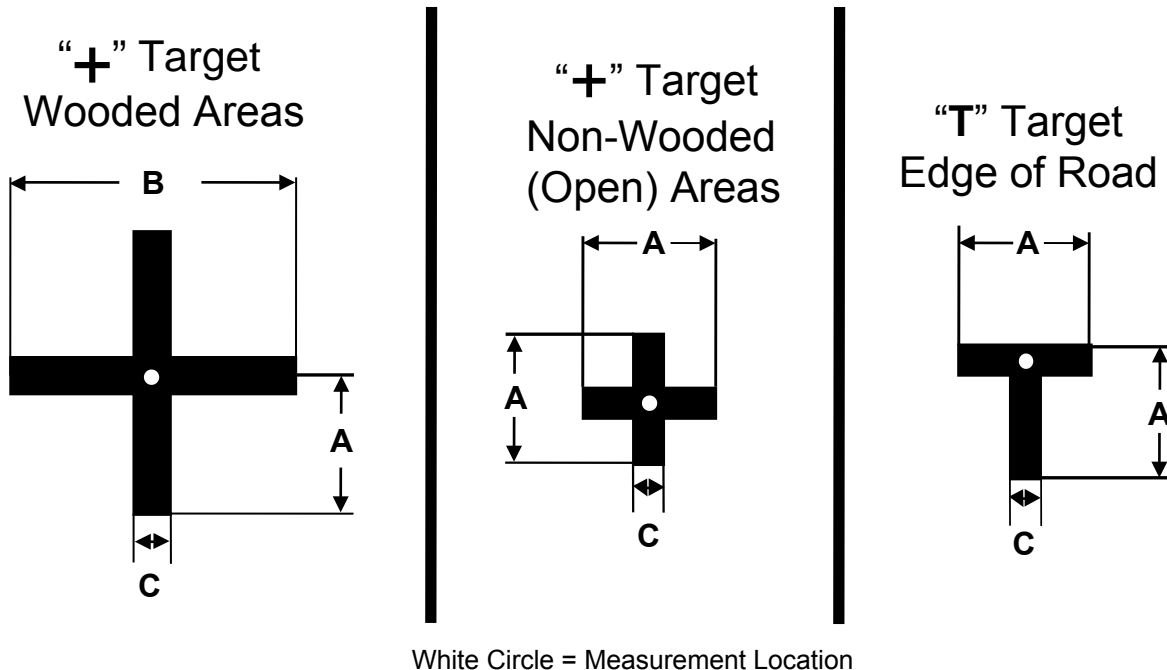 “+” Target
Wooded Areas
B
A
C
“+” Target
Non-Wooded
(Open) Areas
A
A
C
“T” Target
Edge of Road
A
A
C
White Circle = Measurement Location